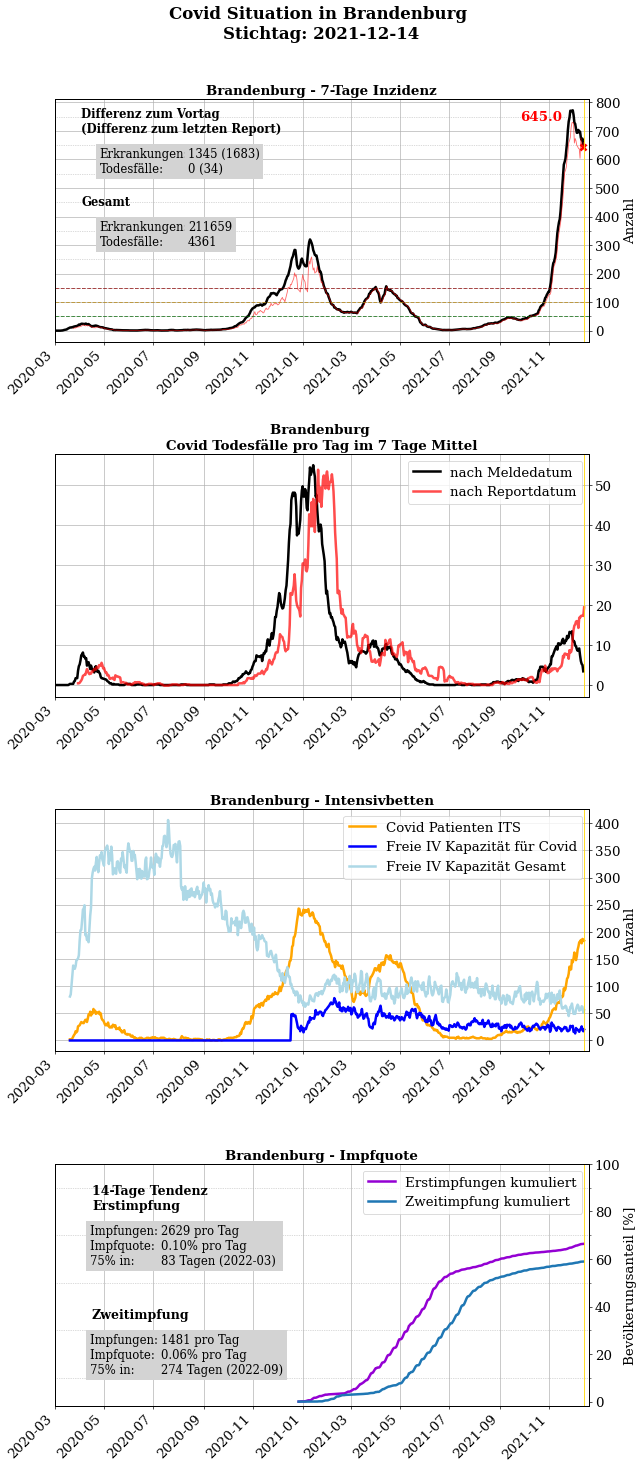 Covid Situation in Brandenburg
Stichtag: 2021-12-14
Brandenburg - 7-Tage Inzidenz
Differenz zum Vortag
(Differenz zum letzten Report)
Erkrankungen 1345 (1683)
Todesfälle: 0 (34)
Gesamt
Erkrankungen 211659
Todesfälle: 4361
645.0
800
700
600
500
400
300
200
100
0
Anzahl
2020-03
2020-05
2020-07
2020-09
2020-11
2021-01
2021-03
2021-05
2021-07
2021-09
2021-11
Brandenburg
Covid Todesfälle pro Tag im 7 Tage Mittel
nach Meldedatum
nach Reportdatum
50
40
30
20
10
0
2020-03
2020-05
2020-07
2020-09
2020-11
2021-01
2021-03
2021-05
2021-07
2021-09
2021-11
Brandenburg - Intensivbetten
Covid Patienten ITS
Freie IV Kapazität für Covid
Freie IV Kapazität Gesamt
400
350
300
250
200
150
100
50
0
Anzahl
2020-03
2020-05
2020-07
2020-09
2020-11
2021-01
2021-03
2021-05
2021-07
2021-09
2021-11
Brandenburg - Impfquote
14-Tage Tendenz
Erstimpfung
Impfungen: 2629 pro Tag
Impfquote: 0.10% pro Tag
75% in: 83 Tagen (2022-03)
Zweitimpfung
Impfungen: 1481 pro Tag
Impfquote: 0.06% pro Tag
75% in: 274 Tagen (2022-09)
Erstimpfungen kumuliert
Zweitimpfung kumuliert
100
80
60
40
20
0
Bevölkerungsanteil [%]
2020-03
2020-05
2020-07
2020-09
2020-11
2021-01
2021-03
2021-05
2021-07
2021-09
2021-11